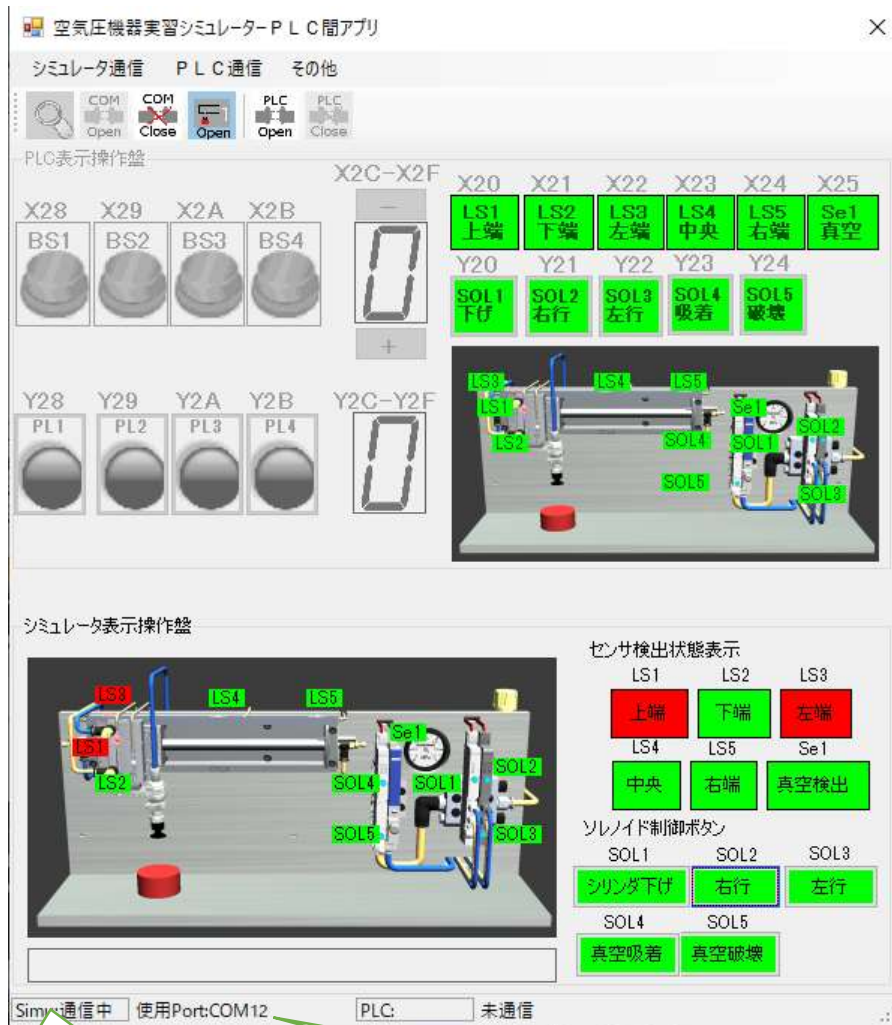 空気圧機器実習シミュレーターＰＬＣ間アプリ
シミュレータ通信 ＰＬＣ通信 その他
COM Open COM Close Open PLC Open PLC Close
PLC表示操作盤
X28 X29 X2A X2B
BS1 BS2 BS3 BS4
X2C-X2F
－
0
＋
X20 X21 X22 X23 X24 X25
LS1 LS2 LS3 LS4 LS5 Se1
上端 下端 左端 中央 右端 真空
Y20 Y21 Y22 Y23 Y24
SOL1 SOL2 SOL3 SOL4 SOL5
下げ 右行 左行 吸着 破壊
Y28 Y29 Y2A Y2B
PL1 PL2 PL3 PL4
Y2C-Y2F
0
LS3 LS4 LS5
LS1 Se1
LS2 SOL4 SOL1 SOL2
SOL5 SOL3
シミュレータ表示操作盤
LS3 LS4 LS5
LS1 Se1
LS2 SOL4 SOL1 SOL2
SOL5 SOL3
センサ検出状態表示
LS1 LS2 LS3
上端 下端 左端
LS4 LS5 Se1
中央 右端 真空検出
ソレノイド制御ボタン
SOL1 SOL2 SOL3
シリンダ下げ 右行 左行
SOL4 SOL5
真空吸着 真空破壊
通信中 使用Port:COM12 PLC: 未通信